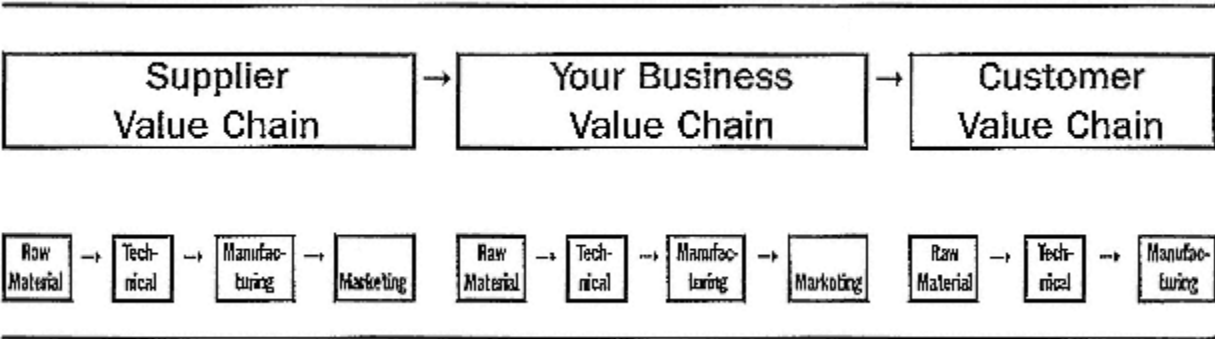 Supplier
Value Chain
→
Your Business
Value Chain
→
Customer
Value Chain
Raw
Material
→
Tech-
nical
→
Manufac-
turing
→
Marketing
Raw
Material
→
Tech-
nical
→
Manufac-
turing
→
Marketing
Raw
Material
→
Tech-
nical
→
Manufac-
turing